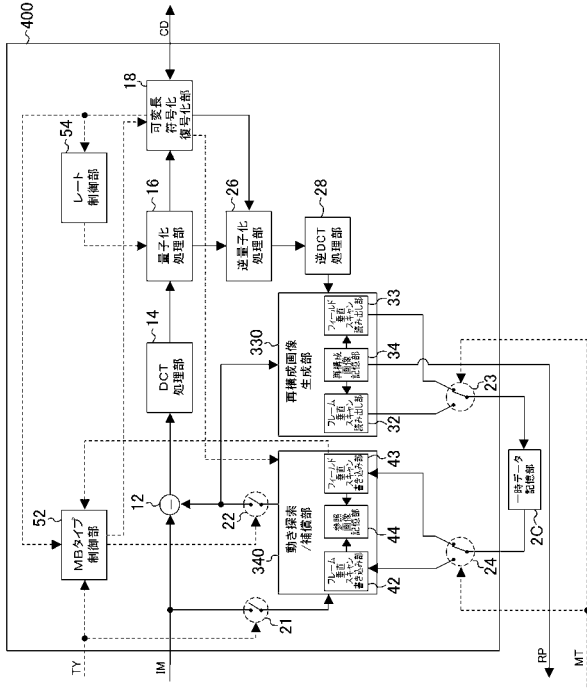 400
CD
18
可変長
符号化
復号化部
54
レート
制御部
16
量子化
処理部
26
逆量子化
処理部
28
逆DCT
処理部
14
DCT
処理部
330
再構成画像
生成部
フィールド
垂直
スキャン
読み出し部
33
再構成
画像
記憶部
34
フレーム
垂直
スキャン
読み出し部
32
23
12
52
MBタイプ
制御部
22
340
動き探索
/補償部
フィールド
垂直
スキャン
書き込み部
43
参照
画像
記憶部
44
フレーム
垂直
スキャン
書き込み部
42
21
24
一時データ
記憶部
2C
TY
IM
RP
MT